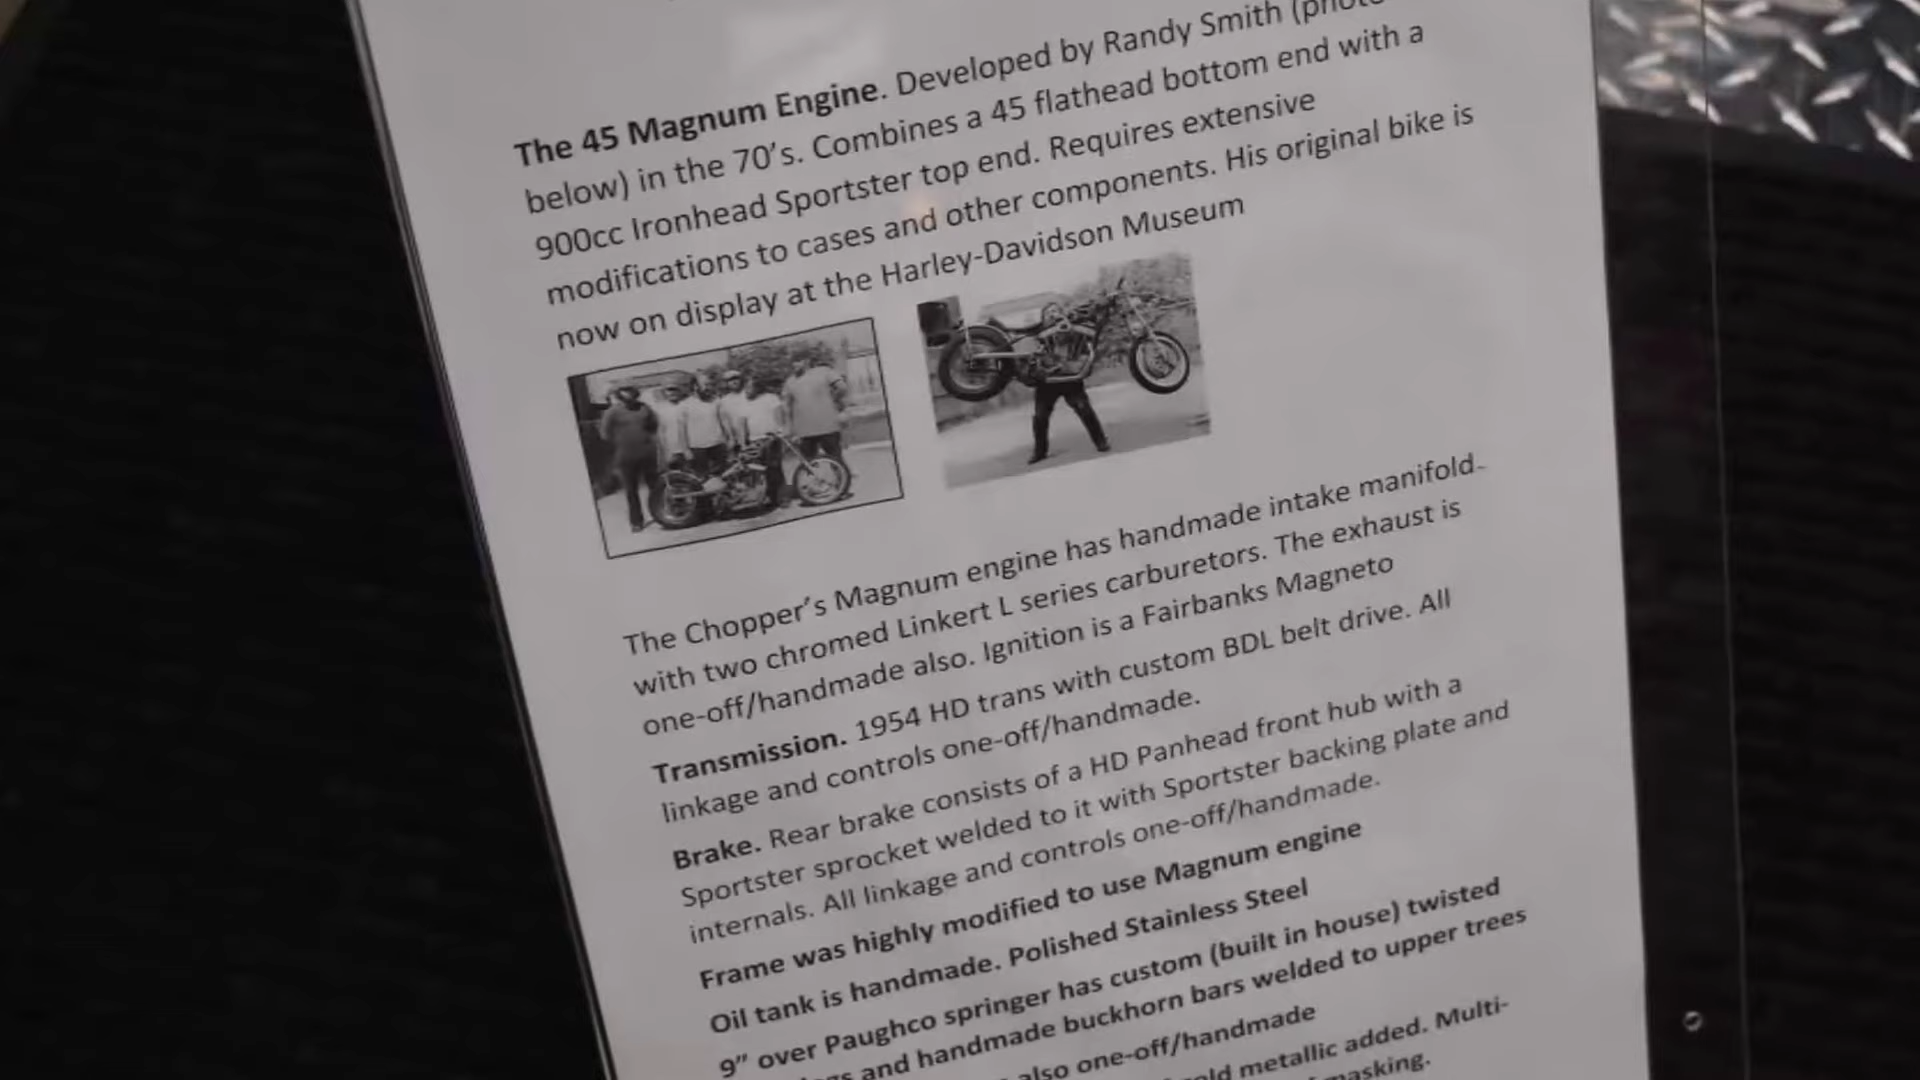 The 45 Magnum Engine. Developed by Randy Smith (photo
below) in the 70's. Combines a 45 flathead bottom end with a
900cc Ironhead Sportster top end. Requires extensive
modifications to cases and other components. His original bike is
now on display at the Harley-Davidson Museum
The Chopper's Magnum engine has handmade intake manifold-
with two chromed Linkert L series carburetors. The exhaust is
one-off/handmade also. Ignition is a Fairbanks Magneto
Transmission. 1954 HD trans with custom BDL belt drive. All
linkage and controls one-off/handmade.
Brake. Rear brake consists of a HD Panhead front hub with a
Sportster sprocket welded to it with Sportster backing plate and
internals. All linkage and controls one-off/handmade.
Frame was highly modified to use Magnum engine
Oil tank is handmade. Polished Stainless Steel
9" over Paughco springer has custom (built in house) twisted
and handmade buckhorn bars welded to upper trees
also one-off/handmade
metallic added. Multi-
masking.